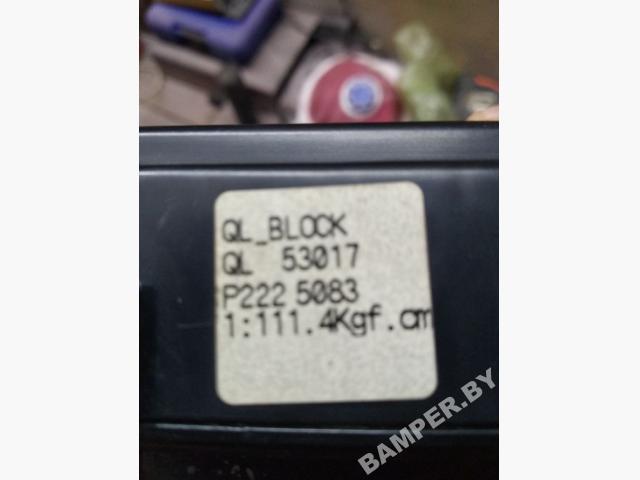 QL_BLOCK
QL 53017
P222 5083
1:111.4Kgf.cm
BAMPER.BY